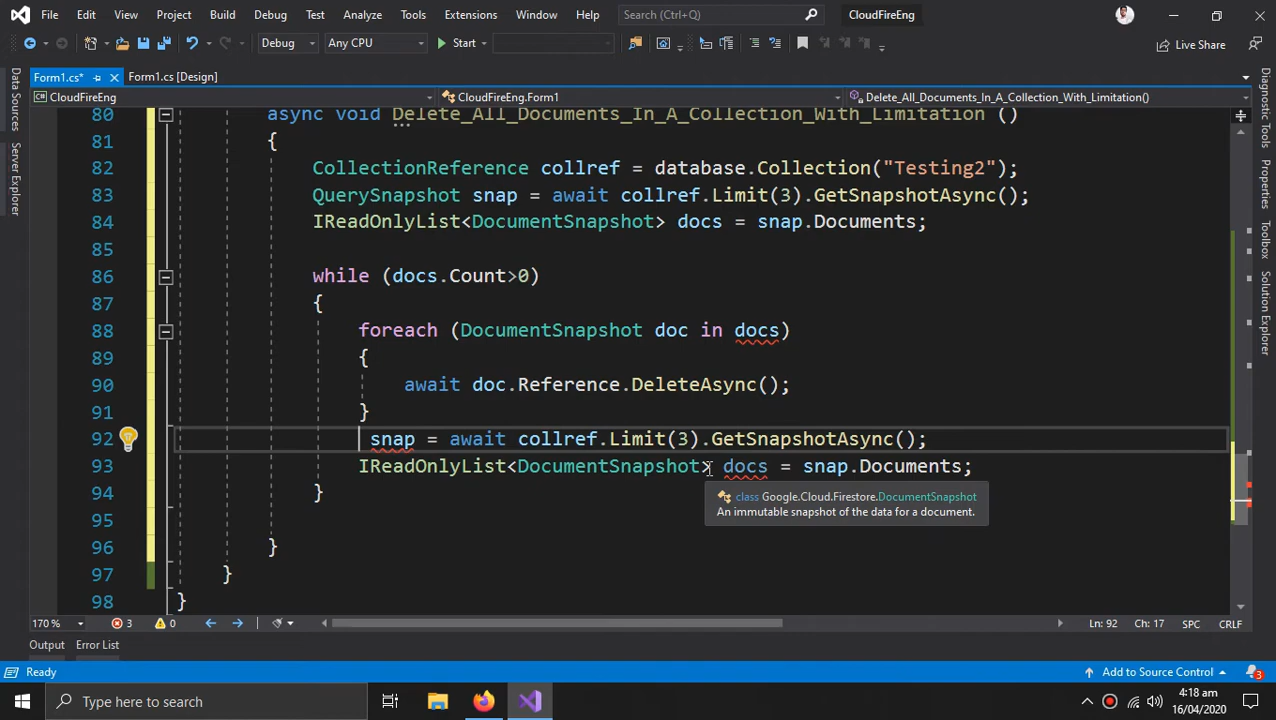 File Edit View Project Build Debug Test Analyze Tools Extensions Window Help Search (Ctrl+Q) CloudFireEng
Debug Any CPU Start Live Share
Form1.cs* Form1.cs [Design]
CloudFireEng CloudFireEng.Form1 Delete_All_Documents_In_A_Collection_With_Limitation()
Data Sources
Server Explorer
Diagnostic Tools
Properties
Toolbox
Solution Explorer
80 async void Delete_All_Documents_In_A_Collection_With_Limitation ()
81 {
82 CollectionReference collref = database.Collection("Testing2");
83 QuerySnapshot snap = await collref.Limit(3).GetSnapshotAsync();
84 IReadOnlyList<DocumentSnapshot> docs = snap.Documents;
85
86 while (docs.Count>0)
87 {
88 foreach (DocumentSnapshot doc in docs)
89 {
90 await doc.Reference.DeleteAsync();
91 }
92 snap = await collref.Limit(3).GetSnapshotAsync();
93 IReadOnlyList<DocumentSnapshot> docs = snap.Documents;
94 }
class Google.Cloud.Firestore.DocumentSnapshot
An immutable snapshot of the data for a document.
95
96 }
97 }
98 }
170 % 3 0 Ln: 92 Ch: 17 SPC CRLF
Output Error List
Ready Add to Source Control 3
Type here to search
4:18 am
16/04/2020